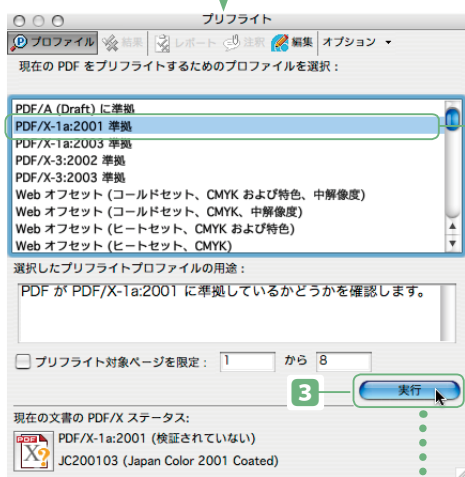 プリフライト
プロファイル 結果 レポート 注釈 編集 オプション
現在の PDF をプリフライトするためのプロファイルを選択：
PDF/A (Draft) に準拠
PDF/X-1a:2001 準拠
PDF/X-1a:2003 準拠
PDF/X-3:2002 準拠
PDF/X-3:2003 準拠
Web オフセット (コールドセット、CMYK および特色、中解像度)
Web オフセット (コールドセット、CMYK、中解像度)
Web オフセット (ヒートセット、CMYK および特色)
Web オフセット (ヒートセット、CMYK)
選択したプリフライトプロファイルの用途：
PDF が PDF/X-1a:2001 に準拠しているかどうかを確認します。
プリフライト対象ページを限定： 1 から 8
3 実行
現在の文書の PDF/X ステータス:
PDF/X-1a:2001 (検証されていない)
JC200103 (Japan Color 2001 Coated)
PDF
X?